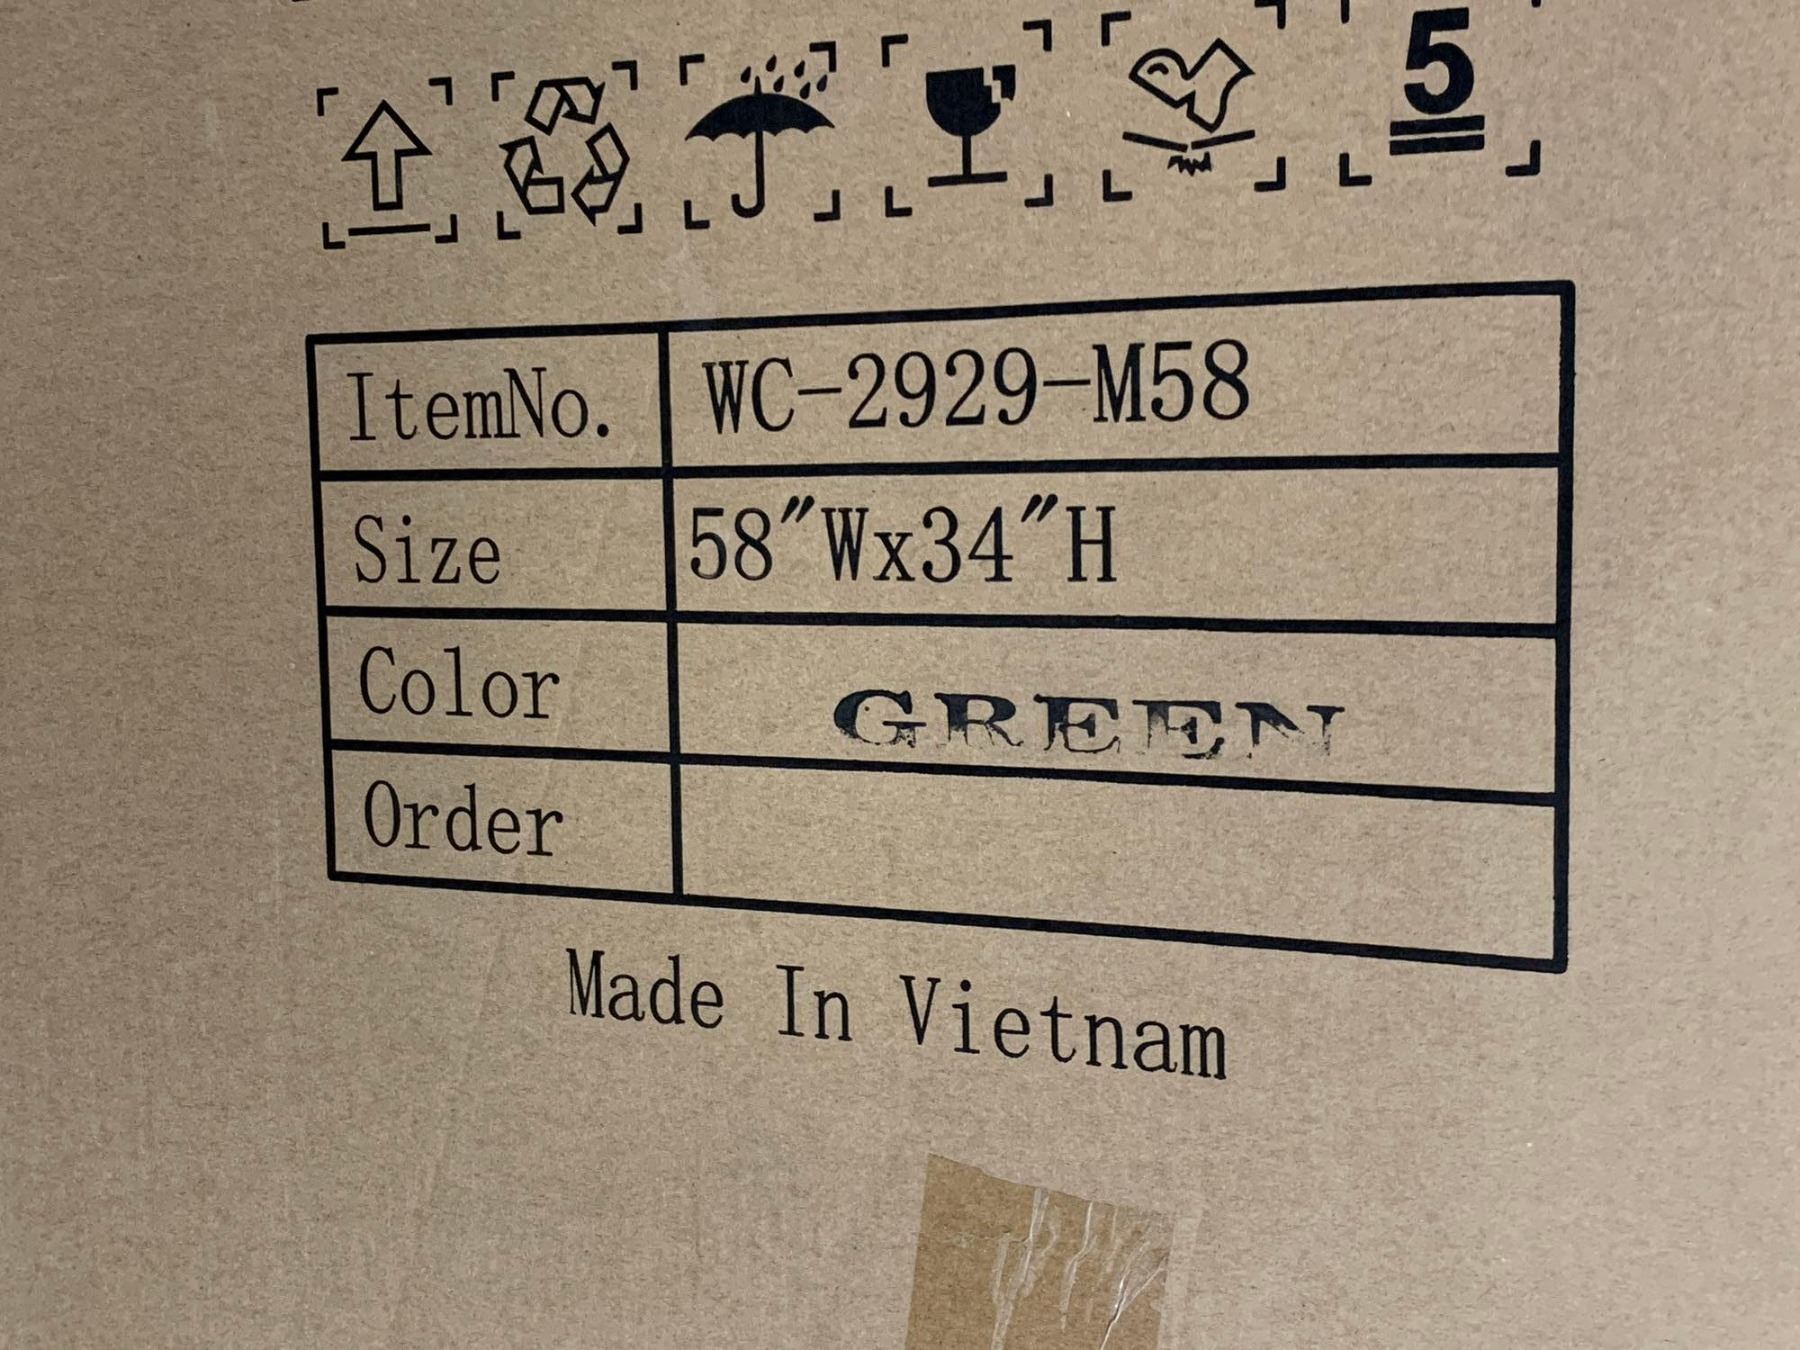 5
ItemNo. WC-2929-M58
Size 58"Wx34"H
Color GREEN
Order
Made In Vietnam